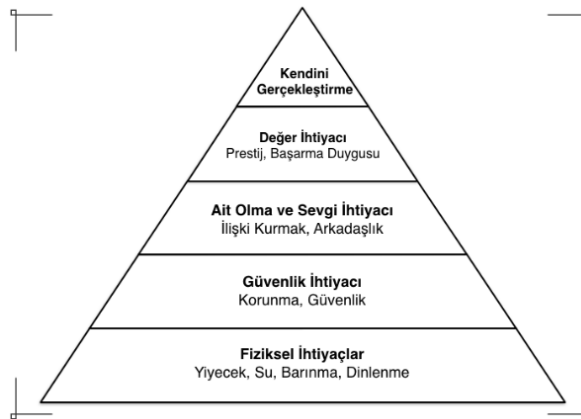 Kendini
Gerçekleştirme
Değer İhtiyacı
Prestij, Başarma Duygusu
Ait Olma ve Sevgi İhtiyacı
İlişki Kurmak, Arkadaşlık
Güvenlik İhtiyacı
Korunma, Güvenlik
Fiziksel İhtiyaçlar
Yiyecek, Su, Barınma, Dinlenme